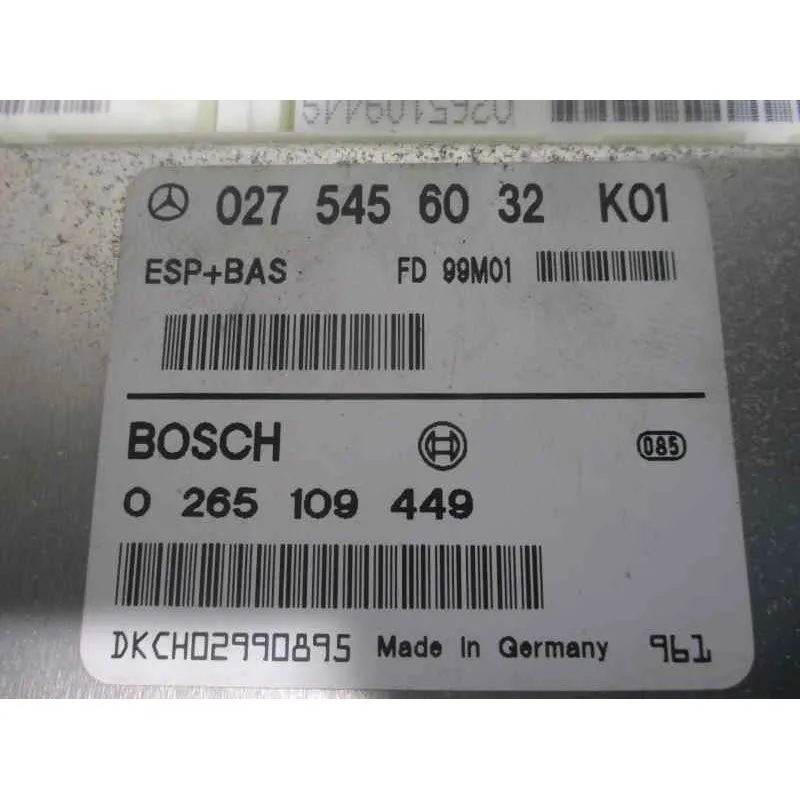 0265109449
027 545 60 32 K01
ESP+BAS FD 99M01
BOSCH 085
0 265 109 449
DKCH02990895 Made In Germany 961